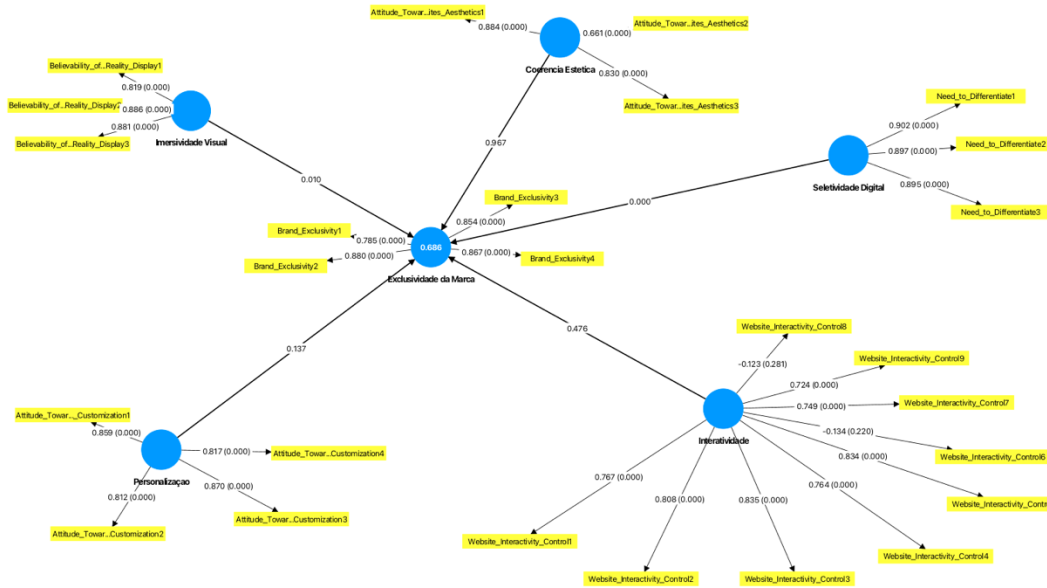 Attitude_Towar...ites_Aesthetics1
0.884 (0.000)
0.661 (0.000)
Attitude_Towar...ites_Aesthetics2
Coerencia Estetica
0.830 (0.000)
Attitude_Towar...ites_Aesthetics3
Believability_of...Reality_Display1
0.819 (0.000)
Believability_of...Reality_Display2
0.886 (0.000)
0.881 (0.000)
Believability_of...Reality_Display3
Imersividade Visual
Need_to_Differentiate1
0.902 (0.000)
0.897 (0.000)
Need_to_Differentiate2
0.895 (0.000)
Need_to_Differentiate3
Seletividade Digital
0.967
0.010
0.000
Brand_Exclusivity3
0.854 (0.000)
Brand_Exclusivity1
0.785 (0.000)
0.880 (0.000)
Brand_Exclusivity2
0.686
0.867 (0.000)
Brand_Exclusivity4
Exclusividade da Marca
0.137
0.476
Attitude_Towar..._Customization1
0.859 (0.000)
0.817 (0.000)
Attitude_Towar...Customization4
Personalizaçao
0.812 (0.000)
0.870 (0.000)
Attitude_Towar...Customization2
Attitude_Towar...Customization3
Website_Interactivity_Control8
-0.123 (0.281)
Website_Interactivity_Control9
0.724 (0.000)
0.749 (0.000)
Website_Interactivity_Control7
-0.134 (0.220)
Website_Interactivity_Control6
Interatividade
0.834 (0.000)
Website_Interactivity_Contr
0.767 (0.000)
0.808 (0.000)
0.835 (0.000)
0.764 (0.000)
Website_Interactivity_Control1
Website_Interactivity_Control2
Website_Interactivity_Control3
Website_Interactivity_Control4